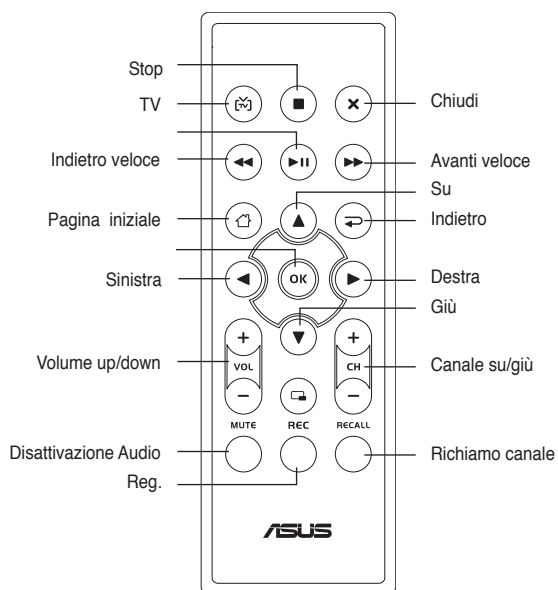 Stop
TV
Chiudi
Indietro veloce
Avanti veloce
Su
Pagina iniziale
Indietro
OK
Sinistra
Destra
Giù
Volume up/down
VOL
CH
Canale su/giù
MUTE
REC
RECALL
Disattivazione Audio
Richiamo canale
Reg.
ASUS